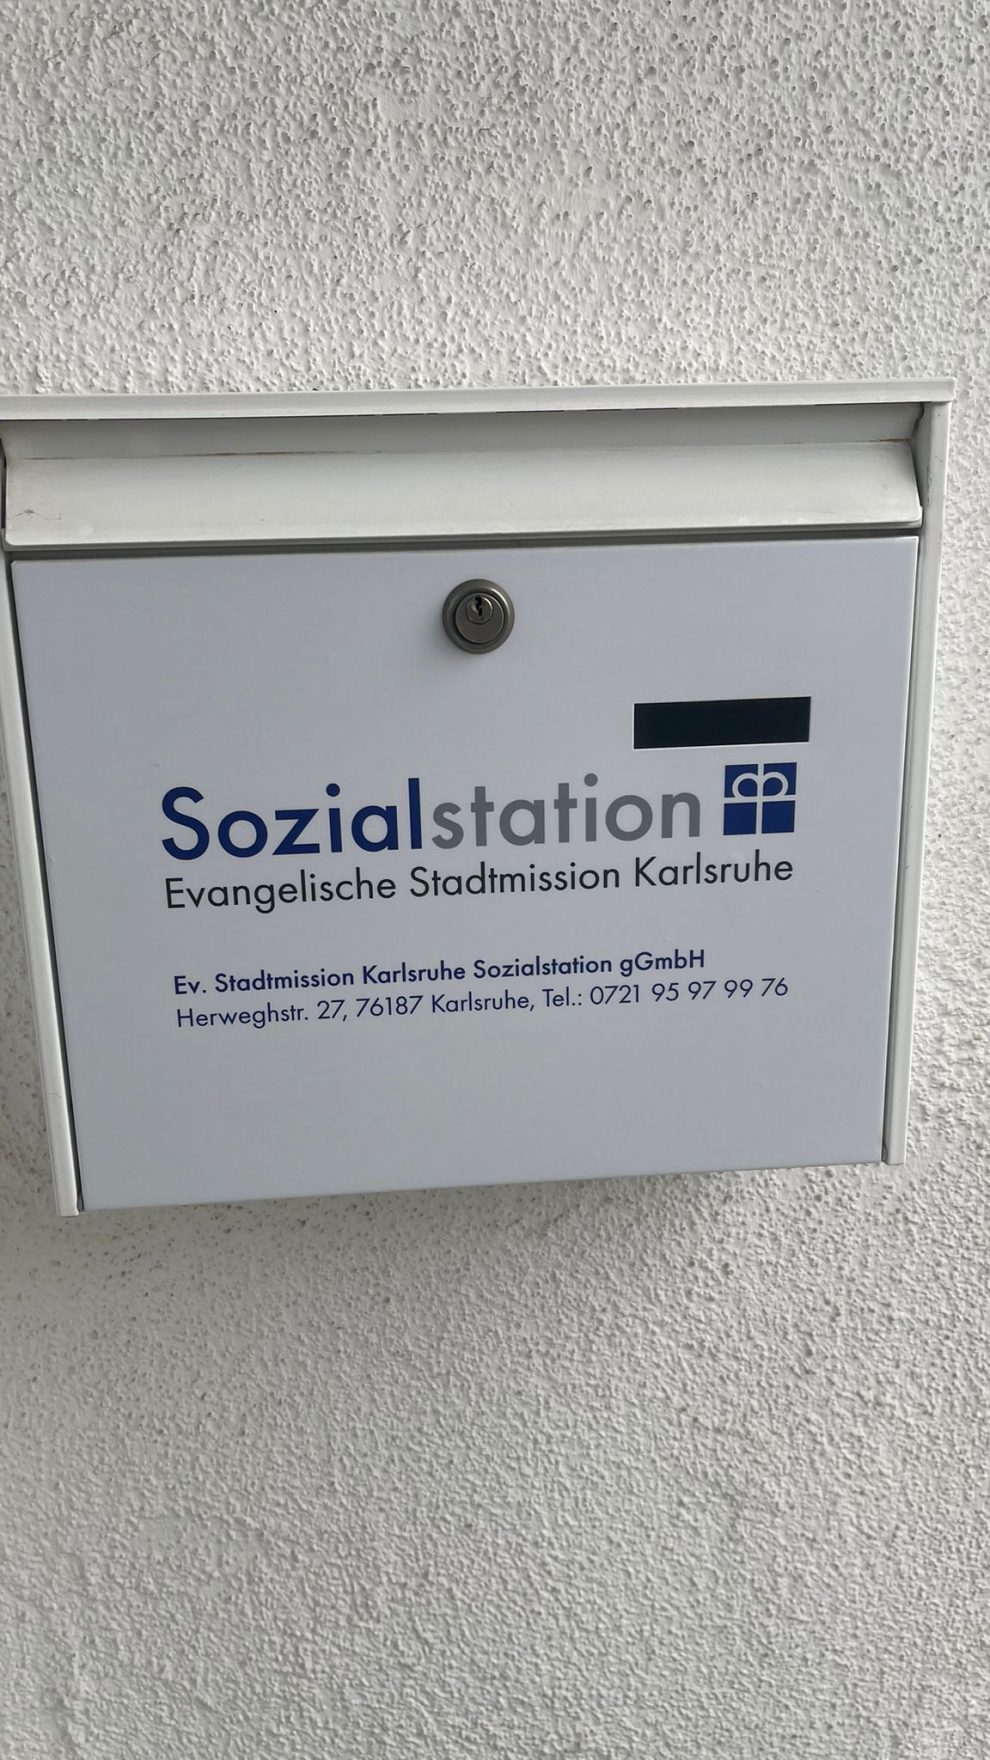 Sozialstation
Evangelische Stadtmission Karlsruhe
Ev. Stadtmission Karlsruhe Sozialstation gGmbH
Herweghstr. 27, 76187 Karlsruhe, Tel.: 0721 95 97 99 76